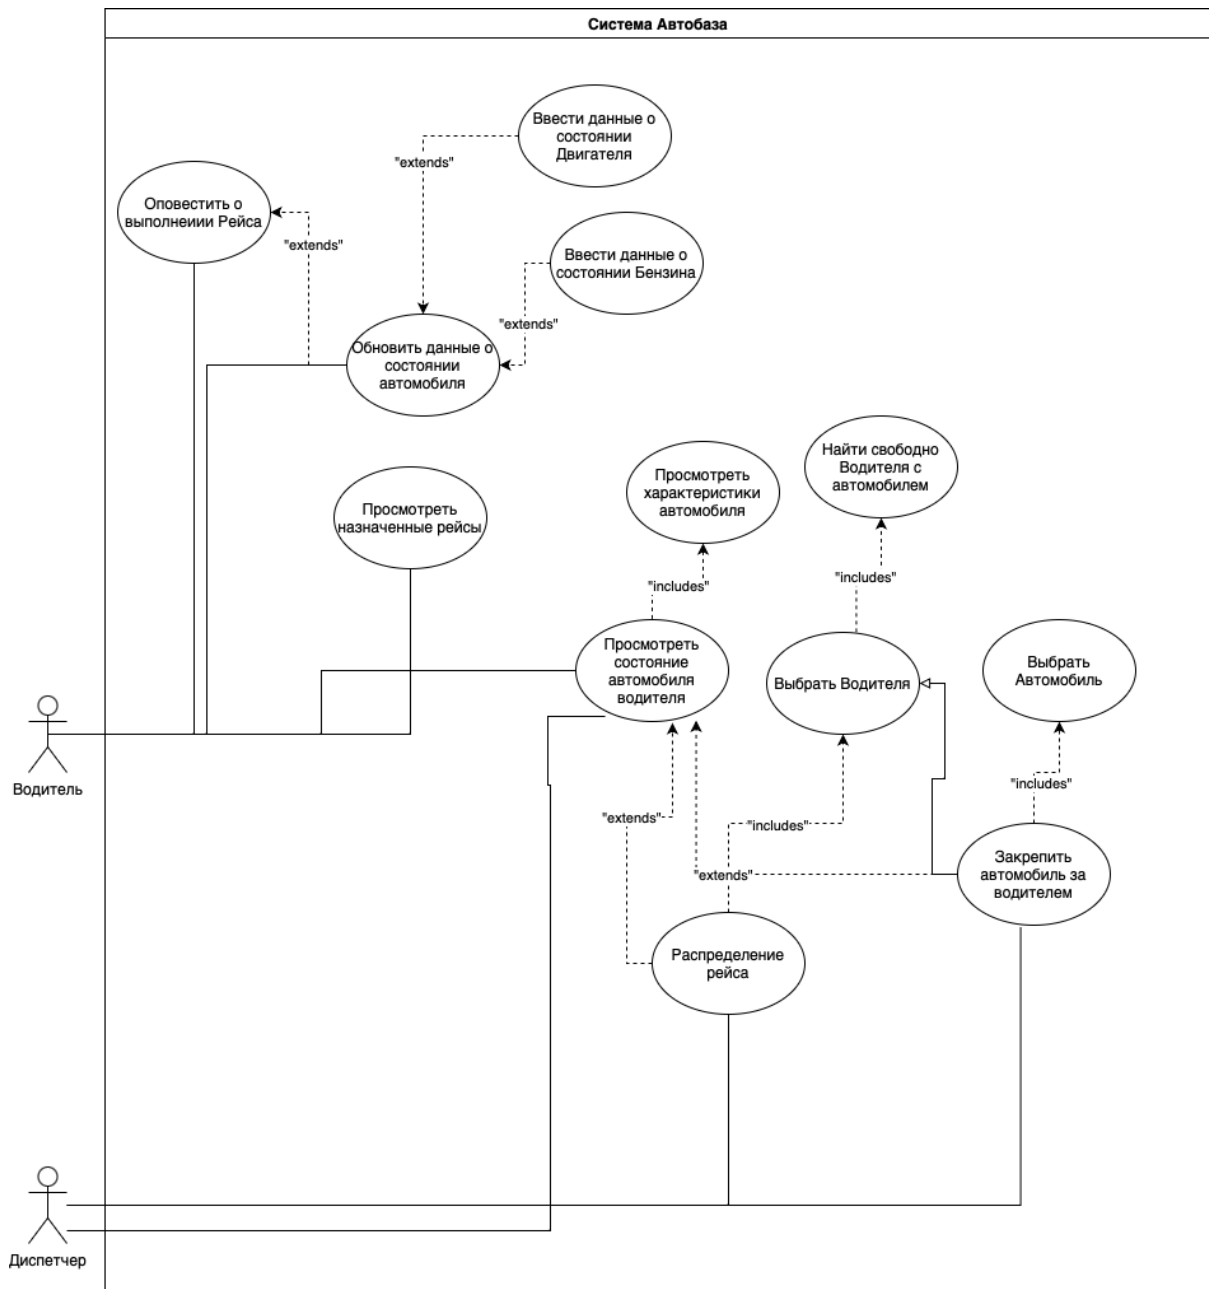 Система Автобаза
Ввести данные о
состоянии
Двигателя
"extends"
Оповестить о
выполнеиии Рейса
"extends"
Ввести данные о
состоянии Бензина
"extends"
Обновить данные о
состоянии
автомобиля
Найти свободно
Водителя с
автомобилем
Просмотреть
характеристики
автомобиля
Просмотреть
назначенные рейсы
"includes"
"includes"
Просмотреть
состояние
автомобиля
водителя
Выбрать Водителя
Выбрать
Автомобиль
Водитель
"includes"
"extends"
"includes"
Закрепить
автомобиль за
водителем
"extends"
Распределение
рейса
Диспетчер